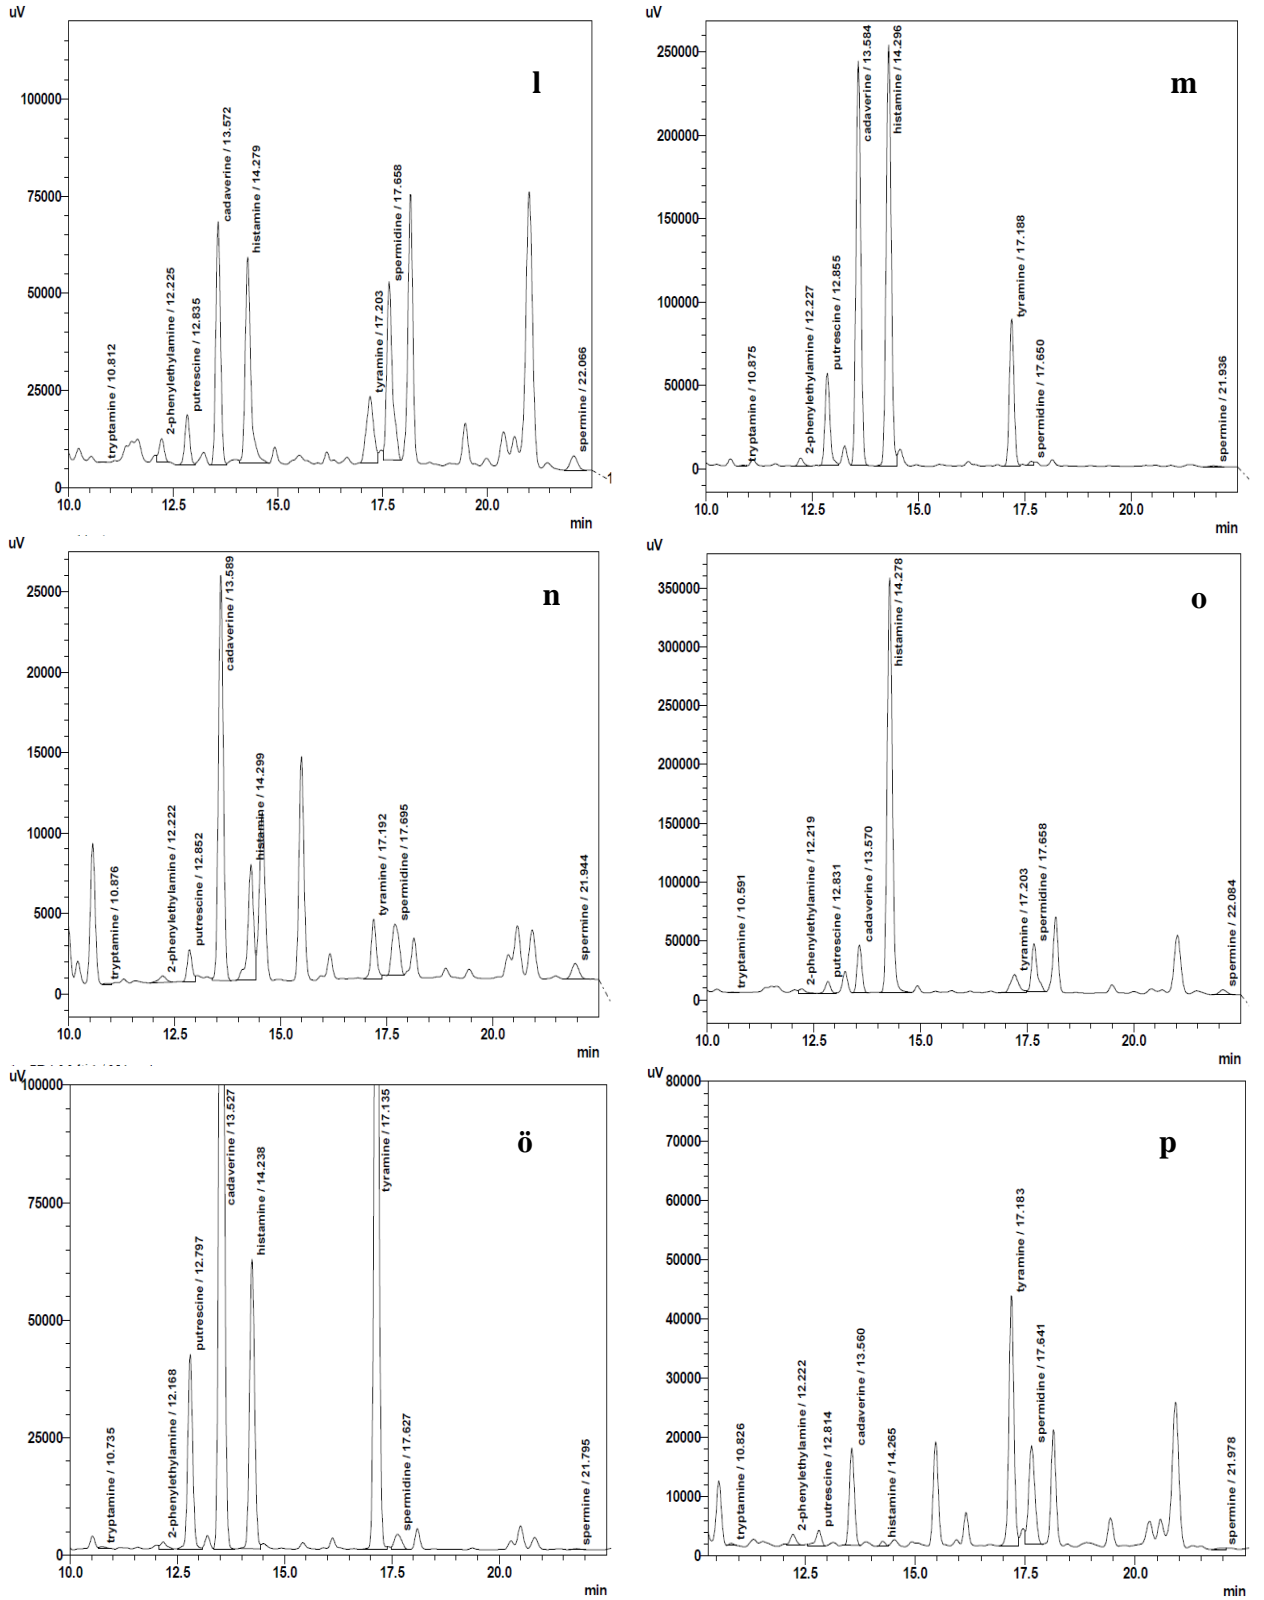 uV
l
100000
75000
50000
25000
0
tryptamine / 10.812
2-phenylethylamine / 12.225
putrescine / 12.835
cadaverine / 13.572
histamine / 14.279
tyramine / 17.203
spermidine / 17.658
spermine / 22.066
1
10.0 12.5 15.0 17.5 20.0
min
uV
m
250000
200000
150000
100000
50000
0
tryptamine / 10.875
2-phenylethylamine / 12.227
putrescine / 12.855
cadaverine / 13.584
histamine / 14.296
tyramine / 17.188
spermidine / 17.650
spermine / 21.936
10.0 12.5 15.0 17.5 20.0
min
uV
n
25000
20000
15000
10000
5000
0
tryptamine / 10.876
2-phenylethylamine / 12.222
putrescine / 12.852
cadaverine / 13.589
histamine / 14.299
tyramine / 17.192
spermidine / 17.695
spermine / 21.944
10.0 12.5 15.0 17.5 20.0
min
uV
o
350000
300000
250000
200000
150000
100000
50000
0
tryptamine / 10.591
2-phenylethylamine / 12.219
putrescine / 12.831
cadaverine / 13.570
histamine / 14.278
tyramine / 17.203
spermidine / 17.658
spermine / 22.084
10.0 12.5 15.0 17.5 20.0
min
uV
ö
100000
75000
50000
25000
0
tryptamine / 10.735
2-phenylethylamine / 12.168
putrescine / 12.797
cadaverine / 13.527
histamine / 14.238
tyramine / 17.135
spermidine / 17.627
spermine / 21.795
10.0 12.5 15.0 17.5 20.0
min
uV
p
80000
70000
60000
50000
40000
30000
20000
10000
0
tryptamine / 10.826
2-phenylethylamine / 12.222
putrescine / 12.814
cadaverine / 13.560
histamine / 14.265
tyramine / 17.183
spermidine / 17.641
spermine / 21.978
12.5 15.0 17.5 20.0
min